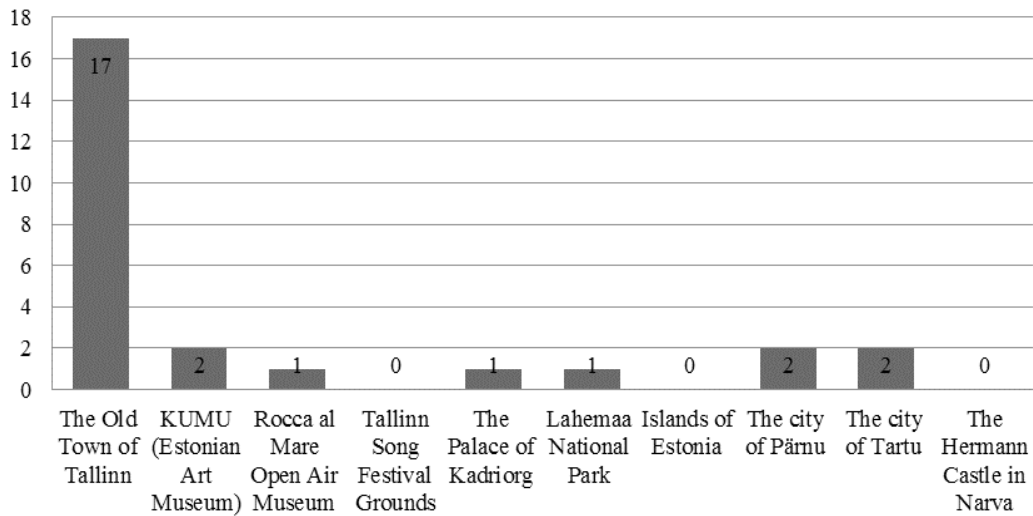 18
16
14
12
10
8
6
4
2
0
17
2
1
0
1
1
0
2
2
0
The Old
Town of
Tallinn
KUMU
(Estonian
Art
Museum)
Rocca al
Mare
Open Air
Museum
Tallinn
Song
Festival
Grounds
The
Palace of
Kadriorg
Lahemaa
National
Park
Islands of
Estonia
The city
of Pärnu
The city
of Tartu
The
Hermann
Castle in
Narva